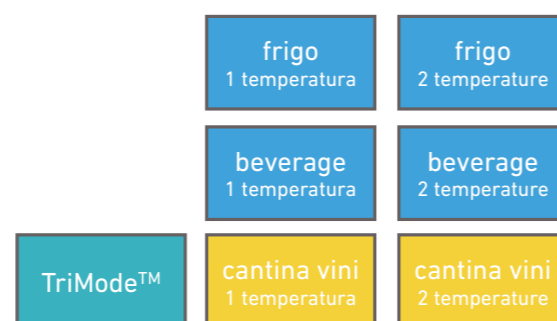 frigo
1 temperatura
frigo
2 temperature
beverage
1 temperatura
beverage
2 temperature
TriMode™
cantina vini
1 temperatura
cantina vini
2 temperature